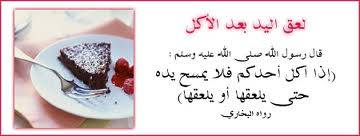 لعق اليد بعد الأكل
قال رسول الله صلى الله عليه وسلم :
(إذا أكل أحدكم فلا يمسح يده
حتى يلعقها أو يلعقها)
رواه البخاري